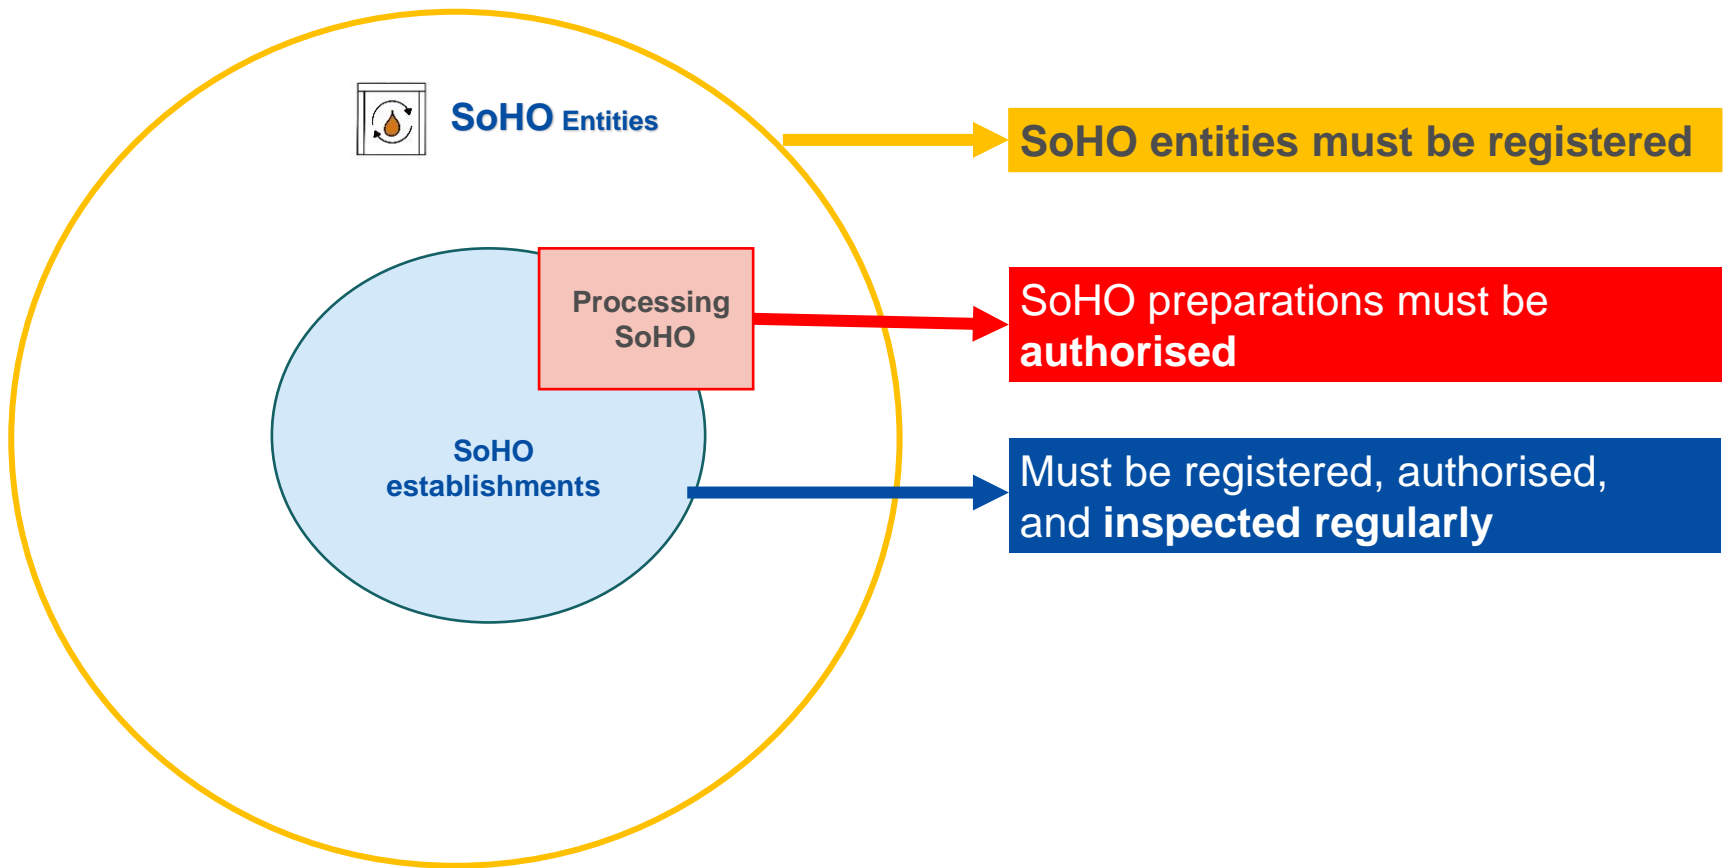 SoHO Entities
SoHO entities must be registered
Processing
SoHO
SoHO preparations must be
authorised
SoHO
establishments
Must be registered, authorised,
and inspected regularly